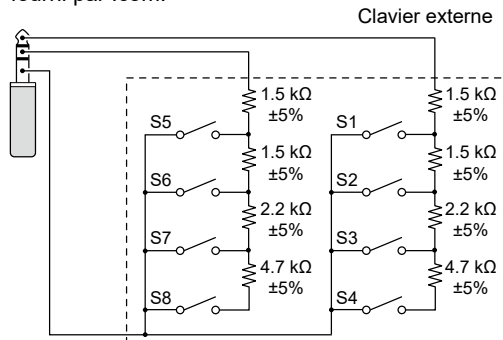 fourni par Icom.
Clavier externe
1.5 kΩ
±5%
1.5 kΩ
±5%
S5
S1
1.5 kΩ
±5%
1.5 kΩ
±5%
S6
S2
2.2 kΩ
±5%
2.2 kΩ
±5%
S7
S3
4.7 kΩ
±5%
4.7 kΩ
±5%
S8
S4